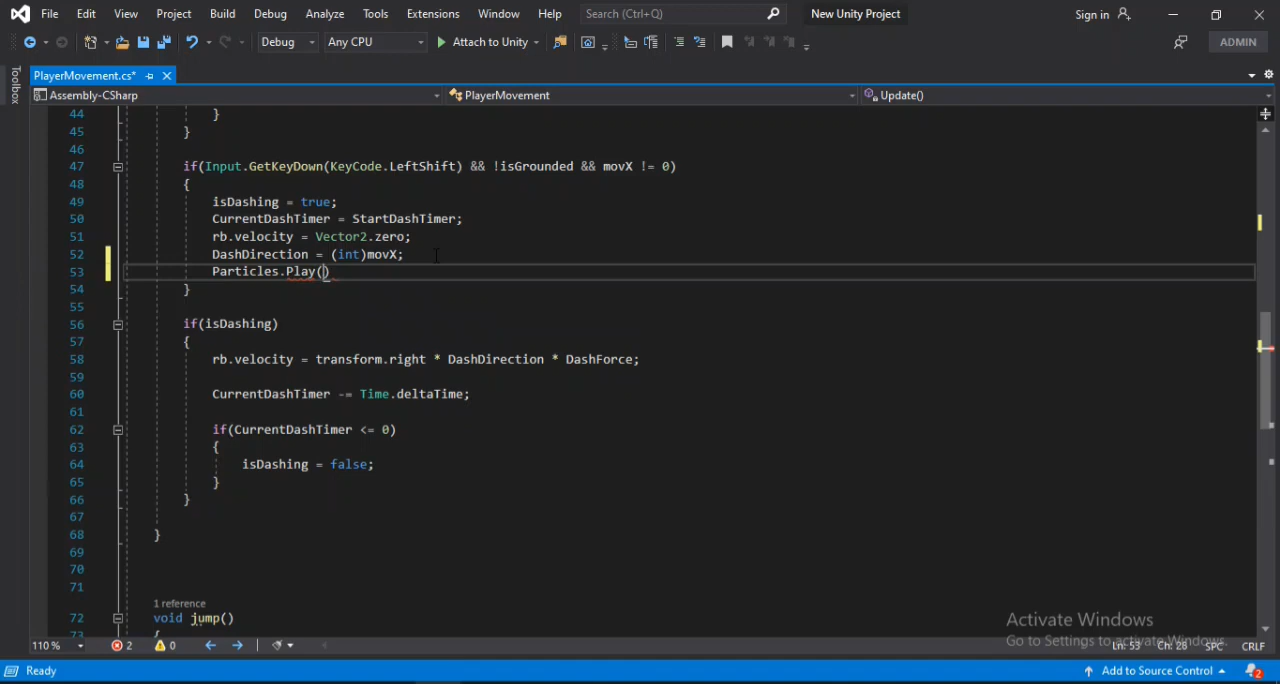 File Edit View Project Build Debug Analyze Tools Extensions Window Help Search (Ctrl+Q) New Unity Project Sign in
Debug Any CPU Attach to Unity ADMIN
Toolbox
PlayerMovement.cs*
Assembly-CSharp PlayerMovement Update()
44 }
45 }
46
47 if(Input.GetKeyDown(KeyCode.LeftShift) && !isGrounded && movX != 0)
48 {
49 isDashing = true;
50 CurrentDashTimer = StartDashTimer;
51 rb.velocity = Vector2.zero;
52 DashDirection = (int)movX;
53 Particles.Play()
54 }
55
56 if(isDashing)
57 {
58 rb.velocity = transform.right * DashDirection * DashForce;
59
60 CurrentDashTimer -= Time.deltaTime;
61
62 if(CurrentDashTimer <= 0)
63 {
64 isDashing = false;
65 }
66 }
67
68 }
69
70
71
1 reference
72 void jump()
73 {
Activate Windows
Go to Settings to activate Windows.
110 % 2 0 Ln: 53 Ch: 28 SPC CRLF
Ready Add to Source Control 2